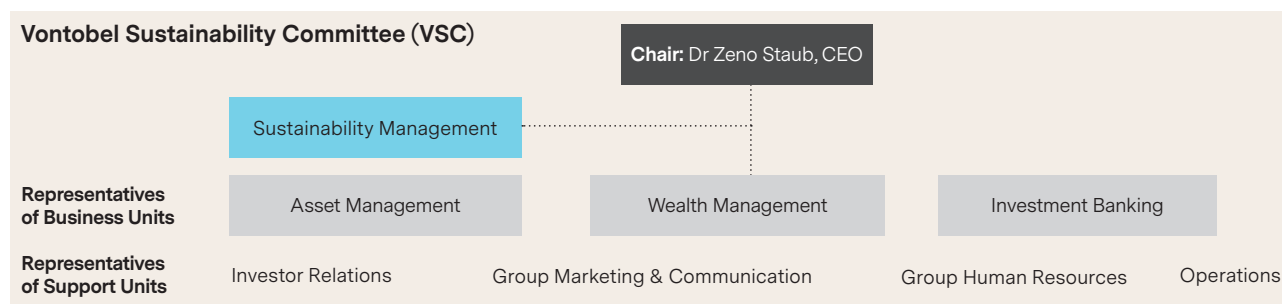 Vontobel Sustainability Committee (VSC)
Chair: Dr Zeno Staub, CEO
Sustainability Management
Representatives
of Business Units
Asset Management
Wealth Management
Investment Banking
Representatives
of Support Units
Investor Relations
Group Marketing & Communication
Group Human Resources
Operations